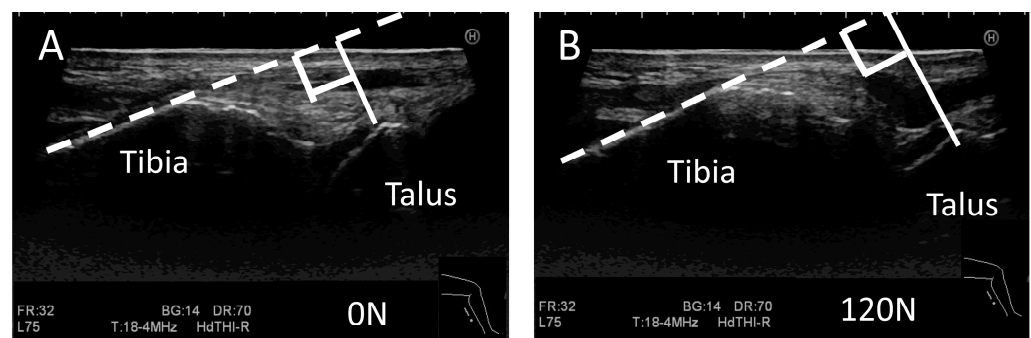 A
H
Tibia
Talus
FR:32
BG:14 DR:70
L75
T:18-4MHz HdTHI-R
0N
B
H
Tibia
Talus
FR:32
BG:14 DR:70
L75
T:18-4MHz HdTHI-R
120N